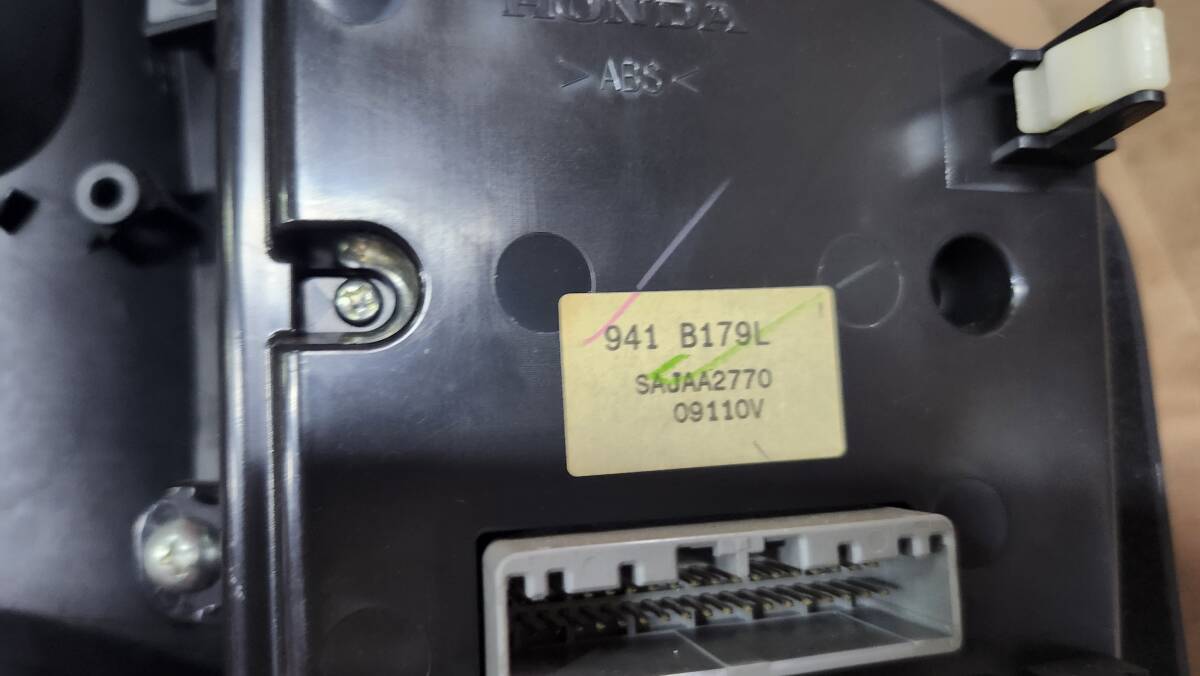 HONDA
>ABS<
941 B179L
SAJAA2770
09110V